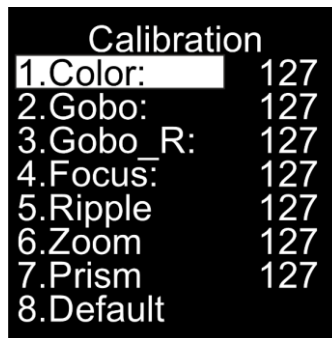 Calibration
1.Color: 127
2.Gobo: 127
3.Gobo_R: 127
4.Focus: 127
5.Ripple 127
6.Zoom 127
7.Prism 127
8.Default